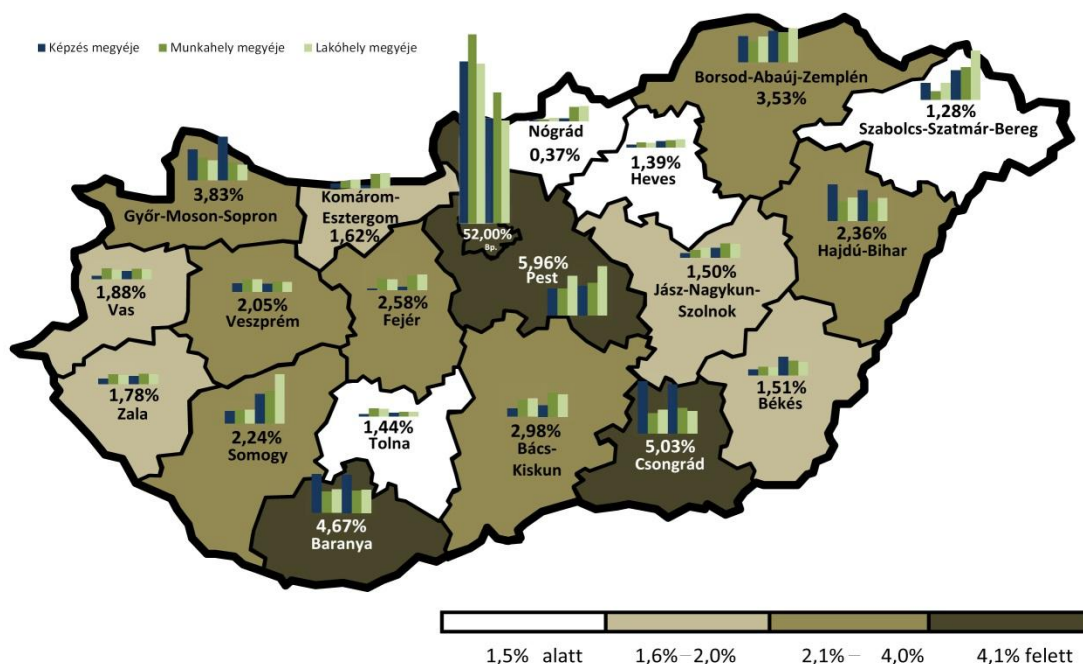 Képzés megyéje Munkahely megyéje Lakóhely megyéje
Borsod-Abaúj-Zemplén
3,53%
1,28%
Szabolcs-Szatmár-Bereg
Nógrád
0,37%
1,39%
Heves
3,83%
Győr-Moson-Sopron
Komárom-
Esztergom
1,62%
52,00%
Bp.
5,96%
Pest
2,36%
Hajdú-Bihar
1,50%
Jász-Nagykun-
Szolnok
1,88%
Vas
2,05%
Veszprém
2,58%
Fejér
1,78%
Zala
2,24%
Somogy
1,44%
Tolna
2,98%
Bács-
Kiskun
5,03%
Csongrád
1,51%
Békés
4,67%
Baranya
1,5% alatt 1,6%–2,0% 2,1%– 4,0% 4,1% felett